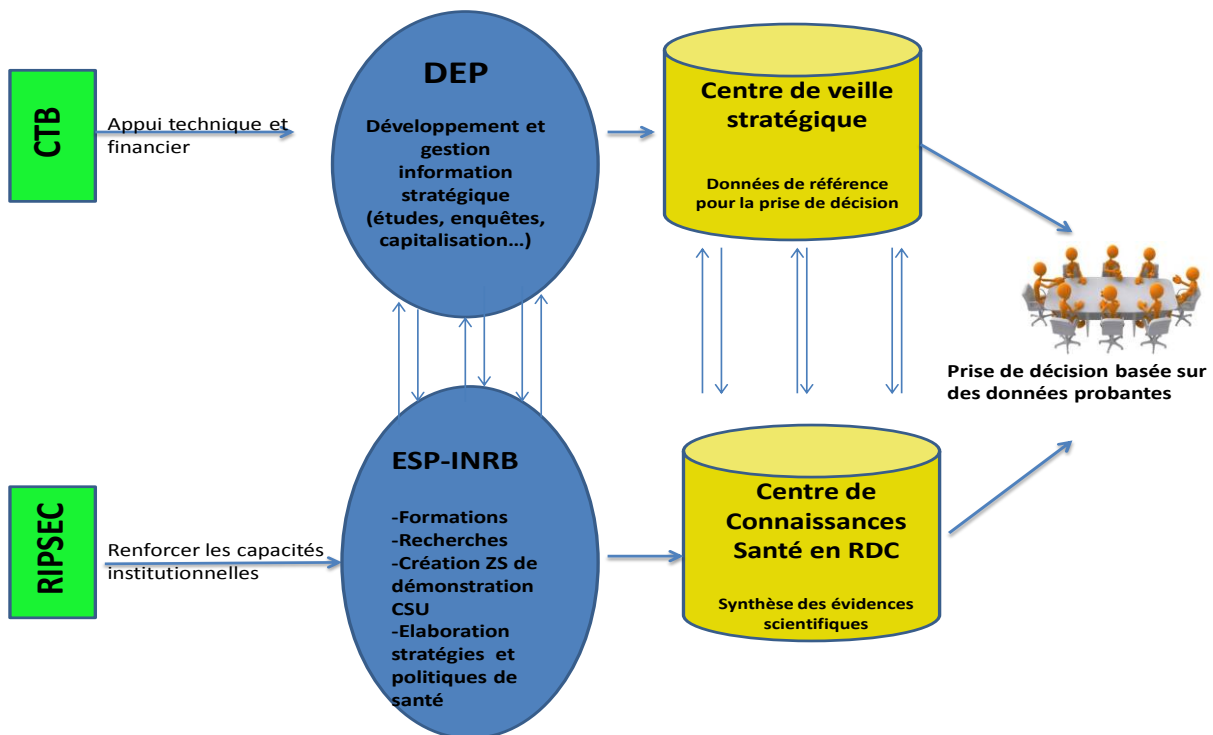 CTB
Appui technique et
financier
DEP
Développement et
gestion
information
stratégique
(études, enquêtes,
capitalisation...)
Centre de veille
stratégique
Données de référence
pour la prise de décision
Prise de décision basée sur
des données probantes
RIPSEC
Renforcer les capacités
institutionnelles
ESP-INRB
-Formations
-Recherches
-Création ZS de
démonstration
CSU
-Elaboration
stratégies et
politiques de
santé
Centre de
Connaissances
Santé en RDC
Synthèse des évidences
scientifiques